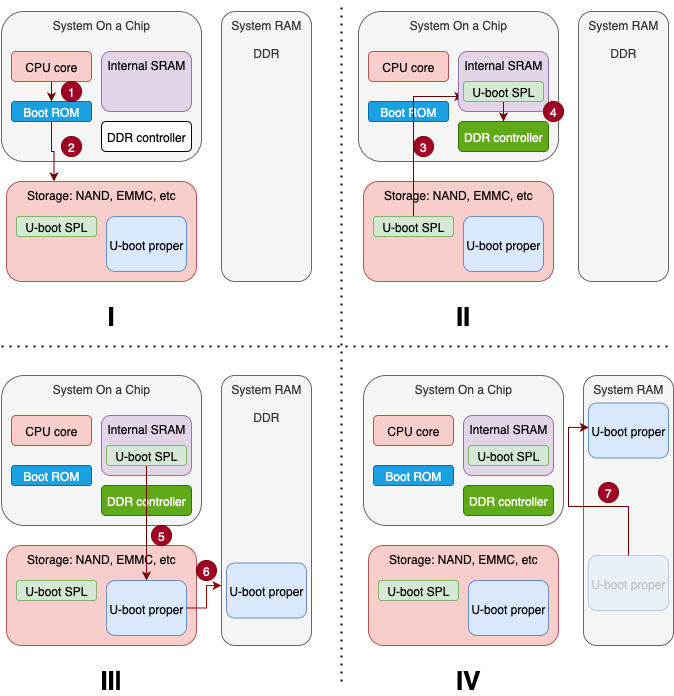 System On a Chip
System RAM
CPU core
Internal SRAM
DDR
1
Boot ROM
DDR controller
2
Storage: NAND, EMMC, etc
U-boot SPL
U-boot proper
I
System On a Chip
System RAM
CPU core
Internal SRAM
DDR
U-boot SPL
Boot ROM
4
DDR controller
3
Storage: NAND, EMMC, etc
U-boot SPL
U-boot proper
II
System On a Chip
System RAM
CPU core
Internal SRAM
DDR
U-boot SPL
Boot ROM
DDR controller
5
Storage: NAND, EMMC, etc
6
U-boot SPL
U-boot proper
U-boot proper
III
System On a Chip
System RAM
CPU core
Internal SRAM
U-boot proper
U-boot SPL
Boot ROM
7
DDR controller
Storage: NAND, EMMC, etc
U-boot proper
U-boot SPL
U-boot proper
IV